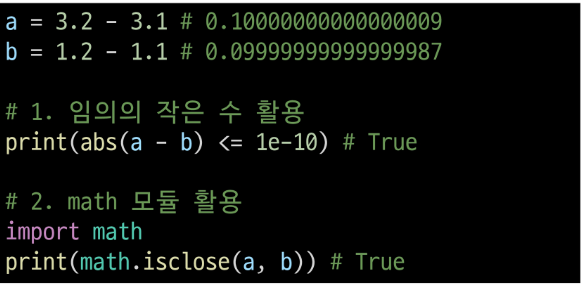 a = 3.2 - 3.1 # 0.10000000000000009
b = 1.2 - 1.1 # 0.09999999999999987
# 1. 임의의 작은 수 활용
print(abs(a - b) <= 1e-10) # True
# 2. math 모듈 활용
import math
print(math.isclose(a, b)) # True